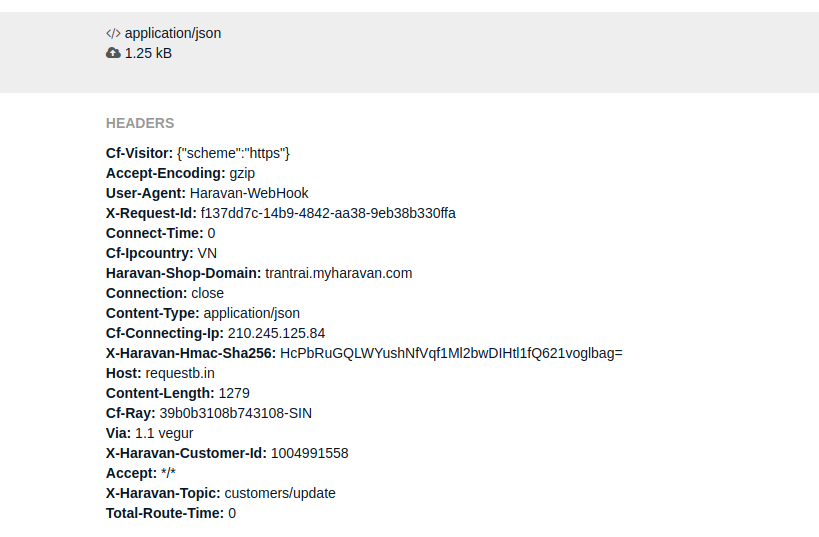 </> application/json
1.25 kB
HEADERS
Cf-Visitor: {"scheme":"https"}
Accept-Encoding: gzip
User-Agent: Haravan-WebHook
X-Request-Id: f137dd7c-14b9-4842-aa38-9eb38b330ffa
Connect-Time: 0
Cf-Ipcountry: VN
Haravan-Shop-Domain: trantrai.myharavan.com
Connection: close
Content-Type: application/json
Cf-Connecting-Ip: 210.245.125.84
X-Haravan-Hmac-Sha256: HcPbRuGQLWYushNfVqf1Ml2bwDIHtl1fQ621voglbag=
Host: requestb.in
Content-Length: 1279
Cf-Ray: 39b0b3108b743108-SIN
Via: 1.1 vegur
X-Haravan-Customer-Id: 1004991558
Accept: */*
X-Haravan-Topic: customers/update
Total-Route-Time: 0